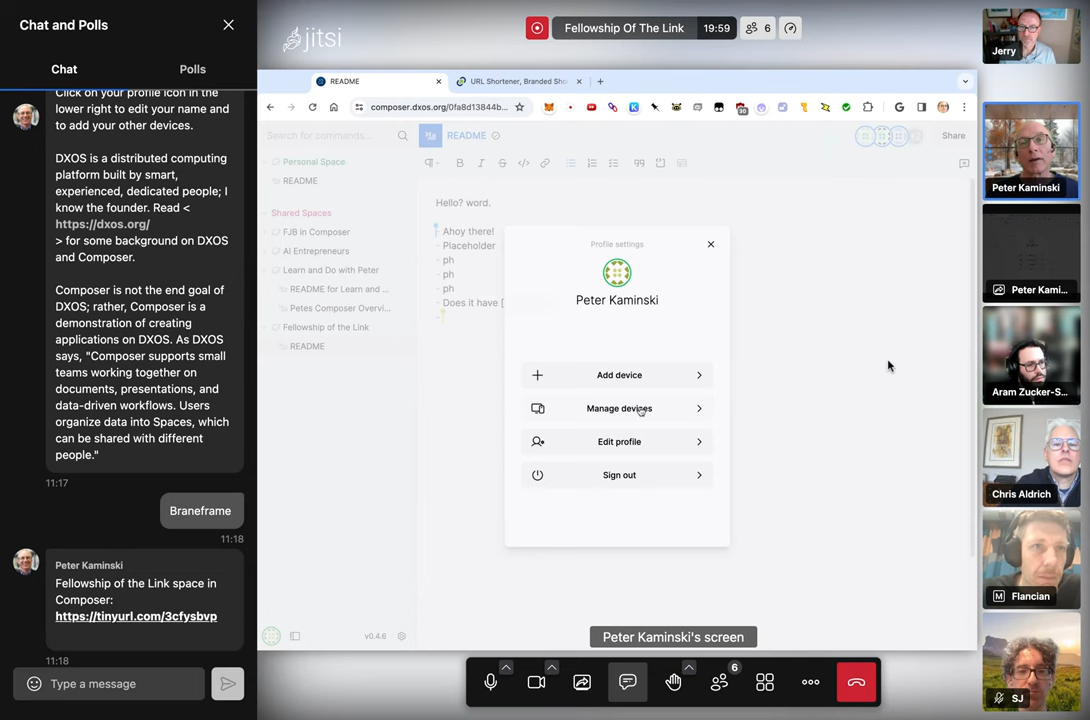 Chat and Polls
Chat
Polls
Click on your profile icon in the
lower right to edit your name and
to add your other devices.
DXOS is a distributed computing
platform built by smart,
experienced, dedicated people; I
know the founder. Read <
https://dxos.org/
> for some background on DXOS
and Composer.
Composer is not the end goal of
DXOS; rather, Composer is a
demonstration of creating
applications on DXOS. As DXOS
says, "Composer supports small
teams working together on
documents, presentations, and
data-driven workflows. Users
organize data into Spaces, which
can be shared with different
people."
11:17
Braneframe
11:18
Peter Kaminski
Fellowship of the Link space in
Composer:
https://tinyurl.com/3cfysbvp
11:18
Type a message
jitsi
Fellowship Of The Link
19:59
6
README
URL Shortener, Branded Sho
composer.dxos.org/0fa8d13844b...
Search for commands...
README
Share
Personal Space
README
Shared Spaces
FJB in Composer
AI Entrepreneurs
Learn and Do with Peter
README for Learn and ...
Petes Composer Overvi...
Fellowship of the Link
README
v0.4.6
Hello? word.
- Ahoy there!
- Placeholder
- ph
- ph
- ph
- Does it have [
-
Profile settings
Peter Kaminski
Add device
Manage devices
Edit profile
Sign out
Peter Kaminski's screen
6
Jerry
Peter Kaminski
Peter Kami...
Aram Zucker-S...
Chris Aldrich
M Flancian
SJ